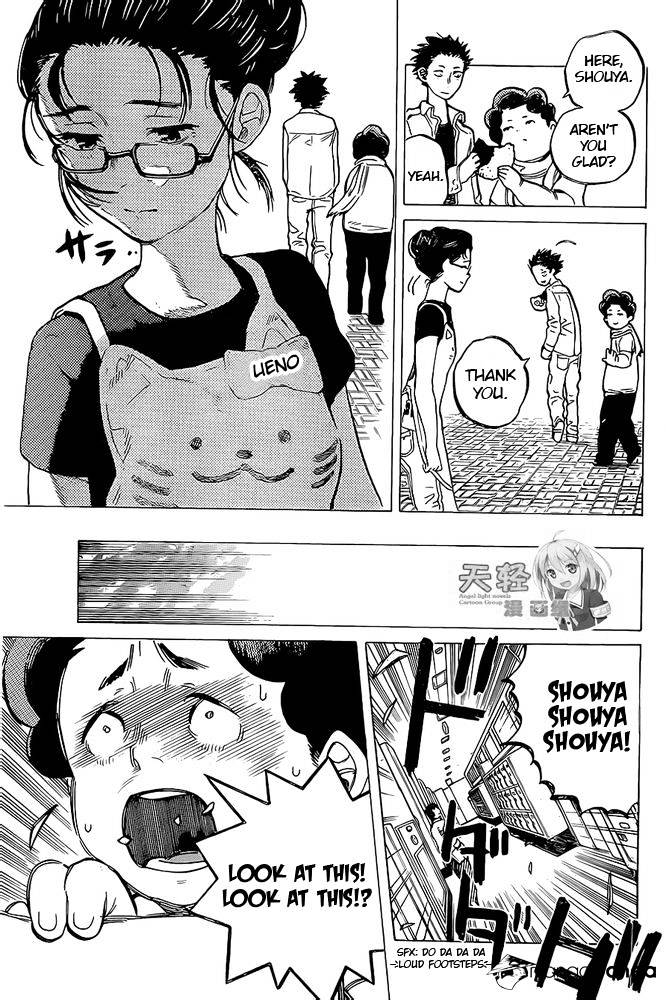 HERE,
SHOUYA.
AREN'T
YOU
GLAD?
YEAH.
THANK
YOU.
ザラ...
UENO
天轻
Angel light novels
Cartoon Group
漫画组
SHOUYA
SHOUYA
SHOUYA!
ドダダダ
SFX: DO DA DA DA
LOUD FOOTSTEPS
LOOK AT THIS!
LOOK AT THIS!?